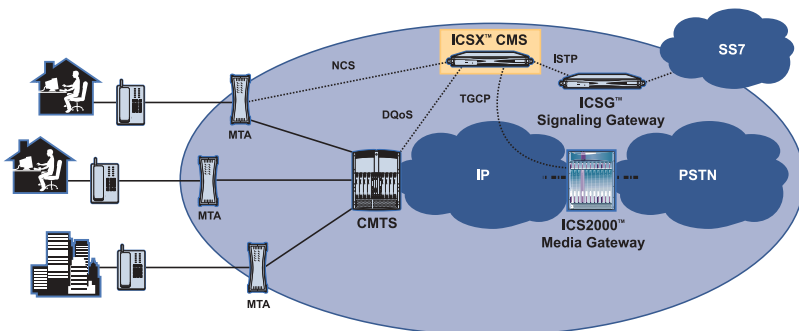 ICSX™ CMS
SS7
NCS
ISTP
ICSG™
Signaling Gateway
TGCP
DQoS
MTA
IP
PSTN
MTA
CMTS
ICS2000™
Media Gateway
MTA